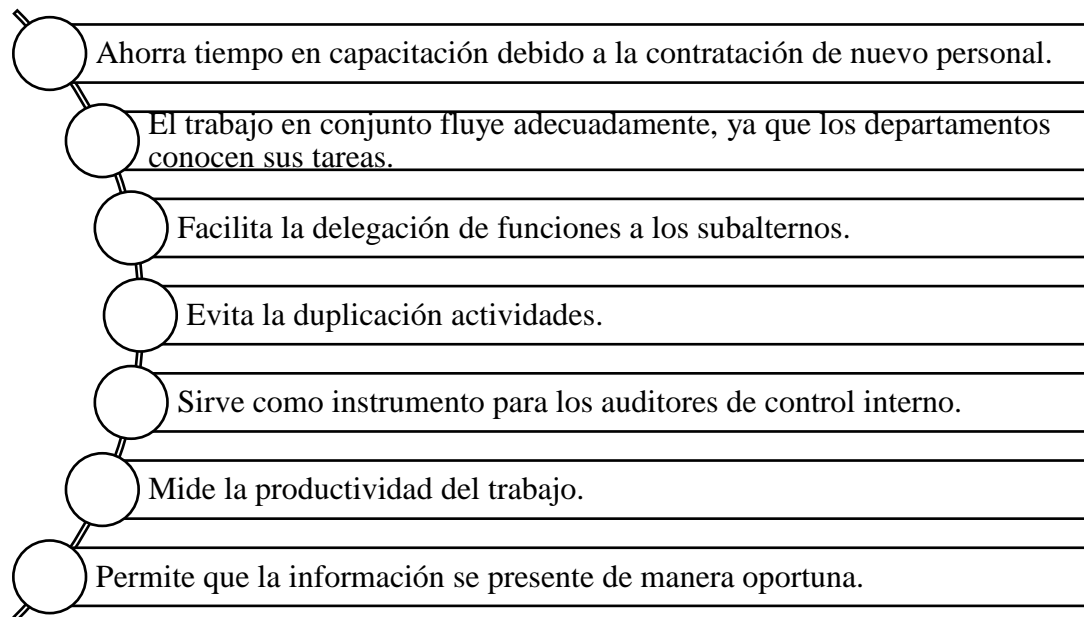 Ahorra tiempo en capacitación debido a la contratación de nuevo personal.
El trabajo en conjunto fluye adecuadamente, ya que los departamentos
conocen sus tareas.
Facilita la delegación de funciones a los subalternos.
Evita la duplicación actividades.
Sirve como instrumento para los auditores de control interno.
Mide la productividad del trabajo.
Permite que la información se presente de manera oportuna.